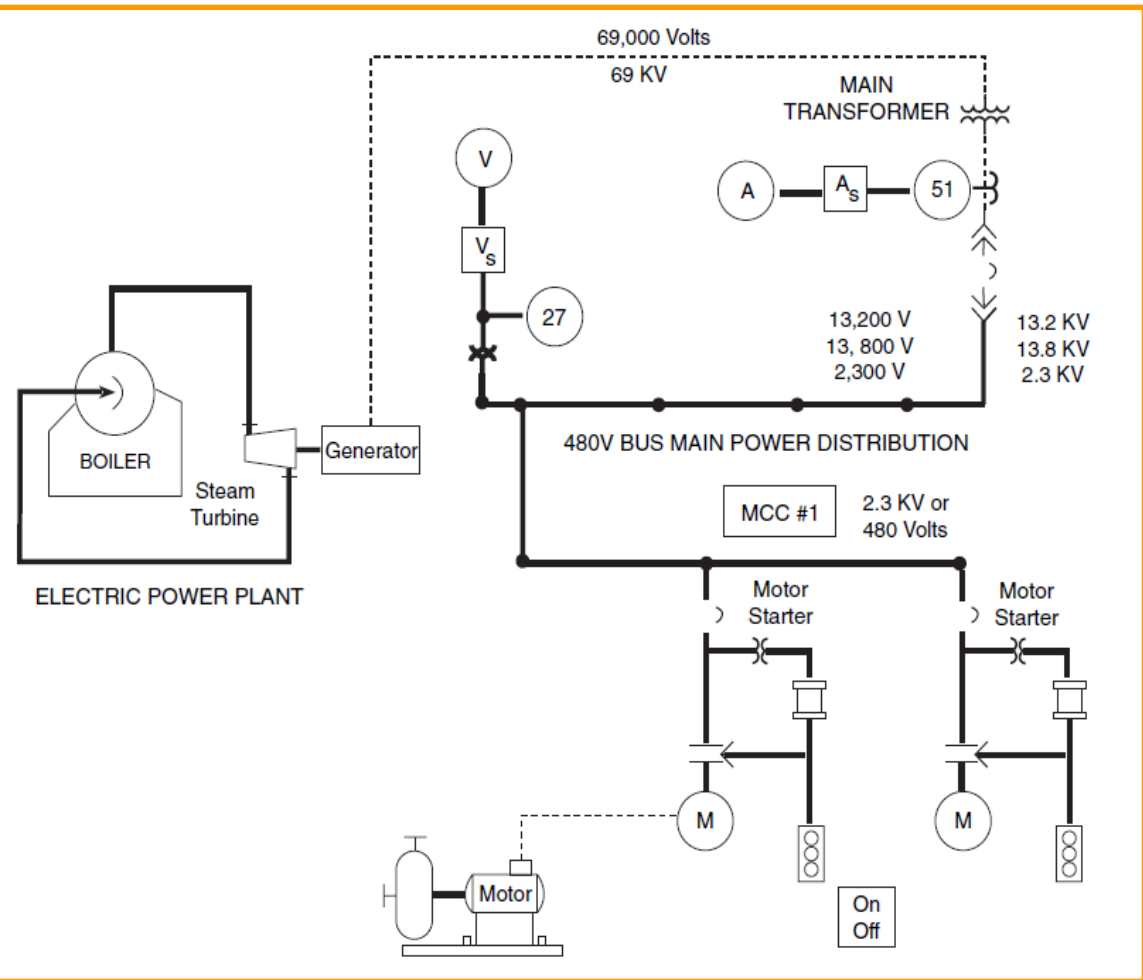 69,000 Volts
69 KV
MAIN
TRANSFORMER
V
A
As
51
Vs
27
13,200 V
13, 800 V
2,300 V
13.2 KV
13.8 KV
2.3 KV
BOILER
Generator
480V BUS MAIN POWER DISTRIBUTION
Steam
Turbine
MCC #1
2.3 KV or
480 Volts
ELECTRIC POWER PLANT
Motor
Starter
Motor
Starter
M
M
Motor
On
Off